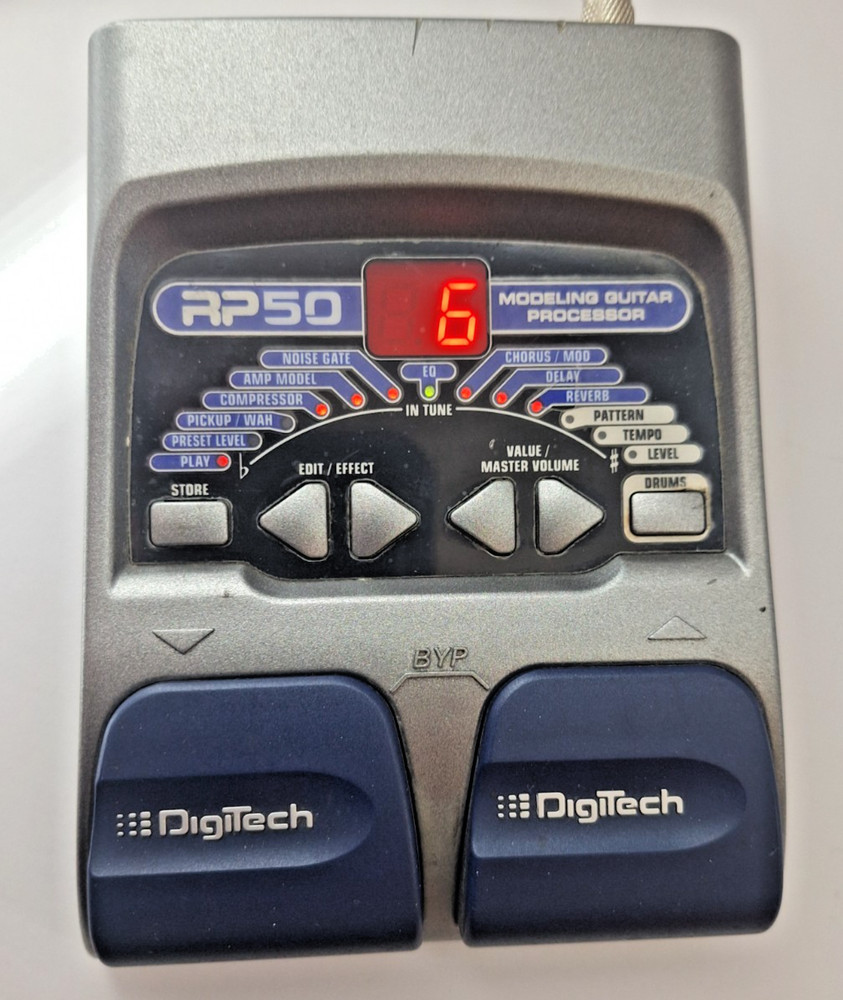 RP50
6
MODELING GUITAR
PROCESSOR
NOISE GATE
EQ
CHORUS / MOD
AMP MODEL
DELAY
COMPRESSOR
REVERB
IN TUNE
PICKUP / WAH
PATTERN
PRESET LEVEL
TEMPO
PLAY
♭
♯
LEVEL
EDIT / EFFECT
VALUE /
MASTER VOLUME
STORE
DRUMS
BYP
DigiTech
DigiTech